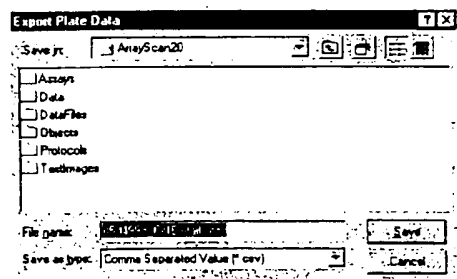 Export Plate Data
Save in: ArrayScan20
Assays
Data
DataFiles
Objects
Protocols
TestImages
File name:
Save
Save as type: Comma Separated Value (*.csv)
Cancel